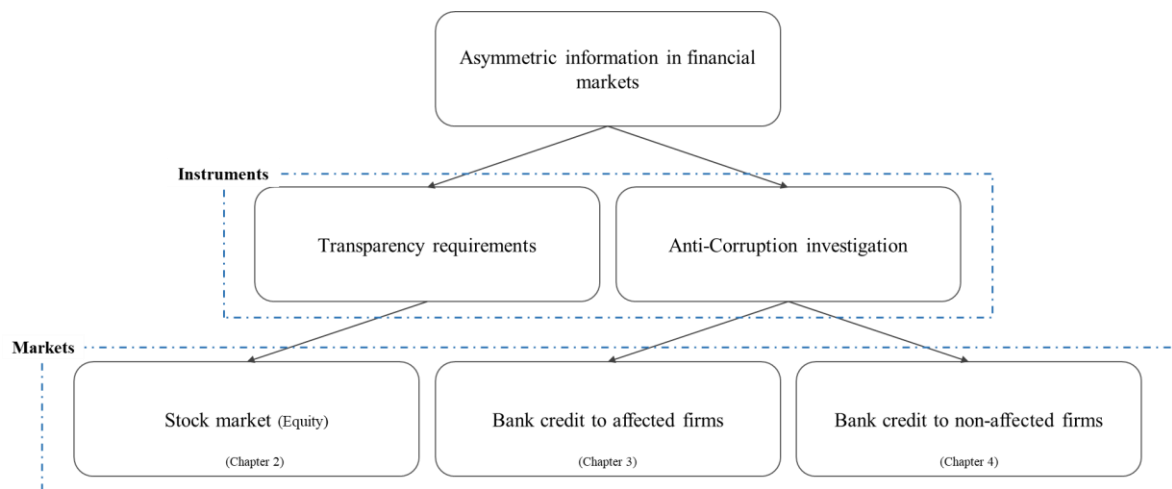 Asymmetric information in financial
markets
Instruments
Transparency requirements
Anti-Corruption investigation
Markets
Stock market (Equity)
(Chapter 2)
Bank credit to affected firms
(Chapter 3)
Bank credit to non-affected firms
(Chapter 4)